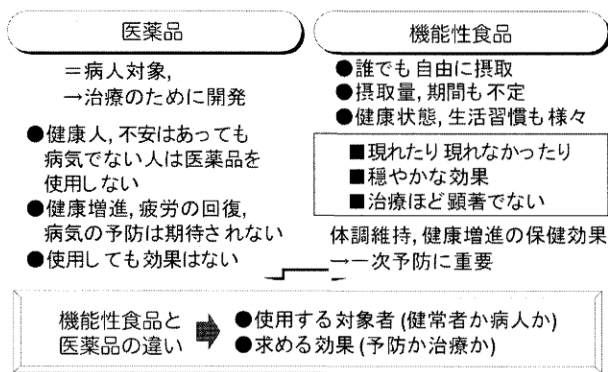 医薬品
＝病人対象,
→治療のために開発
●健康人, 不安はあっても
病気でない人は医薬品を
使用しない
●健康増進, 疲労の回復,
病気の予防は期待されない
●使用しても効果はない
機能性食品
●誰でも自由に摂取
●摂取量, 期間も不定
●健康状態, 生活習慣も様々
■現れたり現れなかったり
■穏やかな効果
■治療ほど顕著でない
体調維持, 健康増進の保健効果
→一次予防に重要
機能性食品と
医薬品の違い
●使用する対象者 (健常者か病人か)
●求める効果 (予防か治療か)